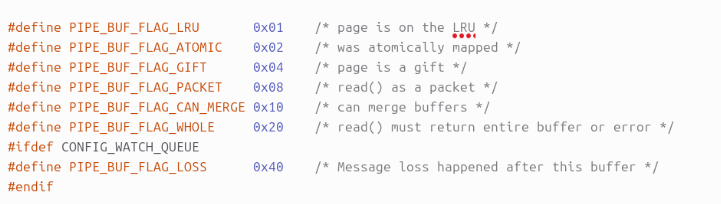 #define PIPE_BUF_FLAG_LRU 0x01 /* page is on the LRU */
#define PIPE_BUF_FLAG_ATOMIC 0x02 /* was atomically mapped */
#define PIPE_BUF_FLAG_GIFT 0x04 /* page is a gift */
#define PIPE_BUF_FLAG_PACKET 0x08 /* read() as a packet */
#define PIPE_BUF_FLAG_CAN_MERGE 0x10 /* can merge buffers */
#define PIPE_BUF_FLAG_WHOLE 0x20 /* read() must return entire buffer or error */
#ifdef CONFIG_WATCH_QUEUE
#define PIPE_BUF_FLAG_LOSS 0x40 /* Message loss happened after this buffer */
#endif